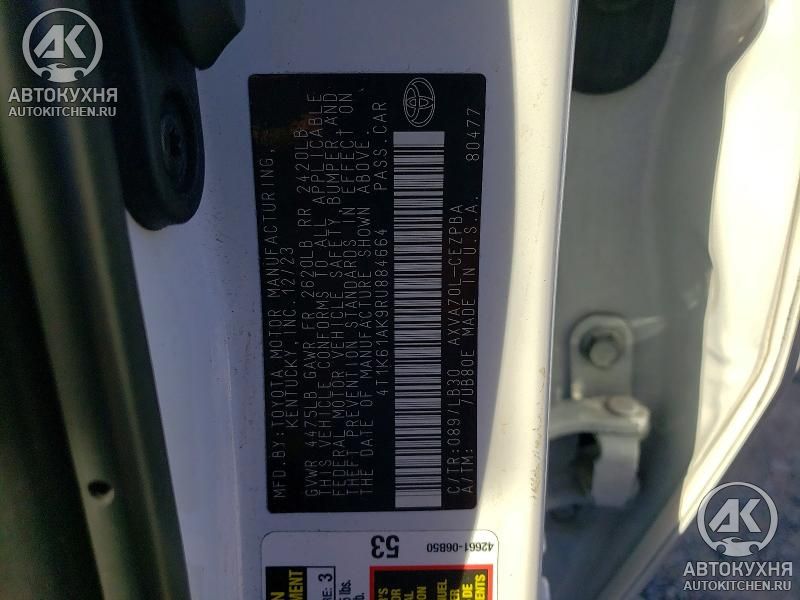 АВТОКУХНЯ
AUTOKITCHEN.RU
MFD.BY:TOYOTA MOTOR MANUFACTURING,
KENTUCKY, INC. 12/23
GVWR 4475LB GAWR FR 2620LB RR 2420LB
THIS VEHICLE CONFORMS TO ALL APPLICABLE
FEDERAL MOTOR VEHICLE SAFETY, BUMPER AND
THEFT PREVENTION STANDARDS IN EFFECT ON
THE DATE OF MANUFACTURE SHOWN ABOVE.
4T1K61AK9RU884664 PASS.CAR
C/TR:089/LB30 AXVA70L-CEZPBA
A/TM: /UB80E MADE IN U.S.A. 80477
53
42661-06B50
3
lbs.
АВТОКУХНЯ
AUTOKITCHEN.RU